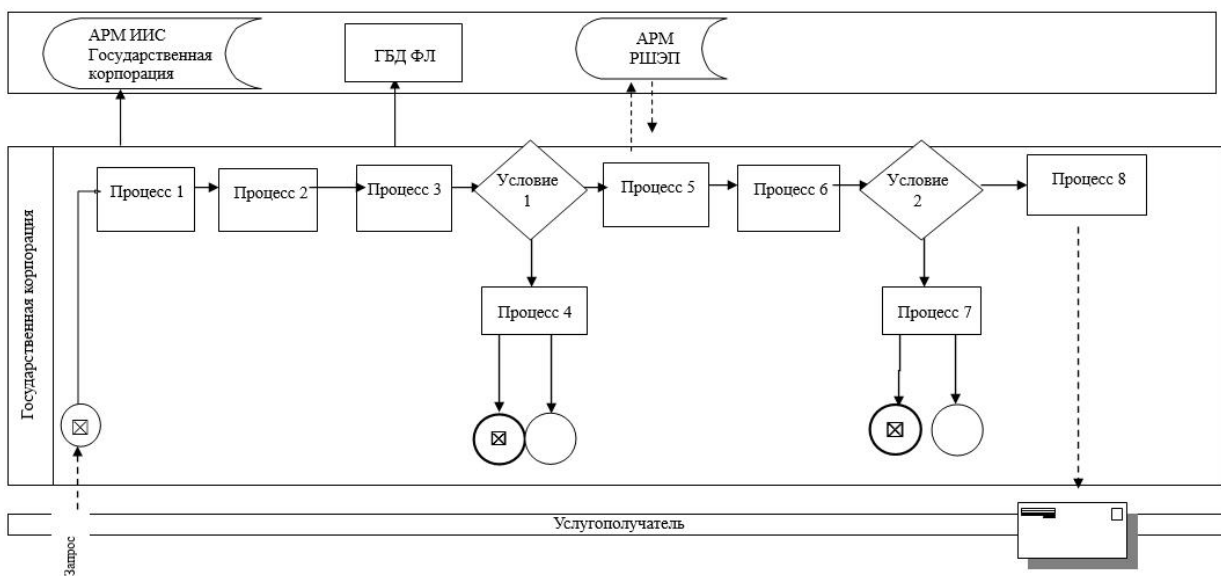 АРМ ИИС
Государственная
корпорация
ГБД ФЛ
АРМ
РШЭП
Государственная корпорация
Процесс 1
Процесс 2
Процесс 3
Условие
1
Процесс 5
Процесс 6
Условие
2
Процесс 8
Процесс 4
Процесс 7
Услугополучатель
Запрос